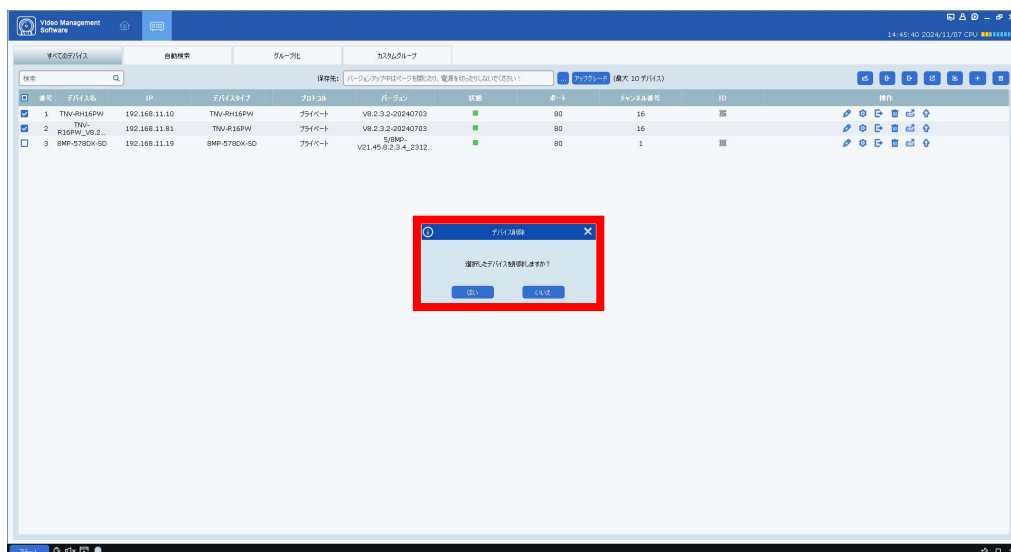 Video Management
Software
14:45:40 2024/11/07 CPU
すべてのデバイス 自動検索 グループ化 カスタムグループ
検索 保存先: バージョンアップ中はページを閉じたり、電源を切ったりしないでください! ... アップグレード (最大 10 デバイス)
番号 デバイス名 IP デバイスタイプ プロトコル バージョン 状態 ポート チャンネル番号 ID 操作
1 TNV-RH16PW 192.168.11.10 TNV-RH16PW プライベート V8.2.3.2-20240703 80 16
2 TNV-R16PW_V8.2... 192.168.11.81 TNV-R16PW プライベート V8.2.3.2-20240703 80 16
3 8MP-578DX-SD 192.168.11.19 8MP-578DX-SD プライベート 5/8MP-V21.45.8.2.3.4_2312... 80 1
デバイス削除
選択したデバイスを削除しますか？
はい いいえ